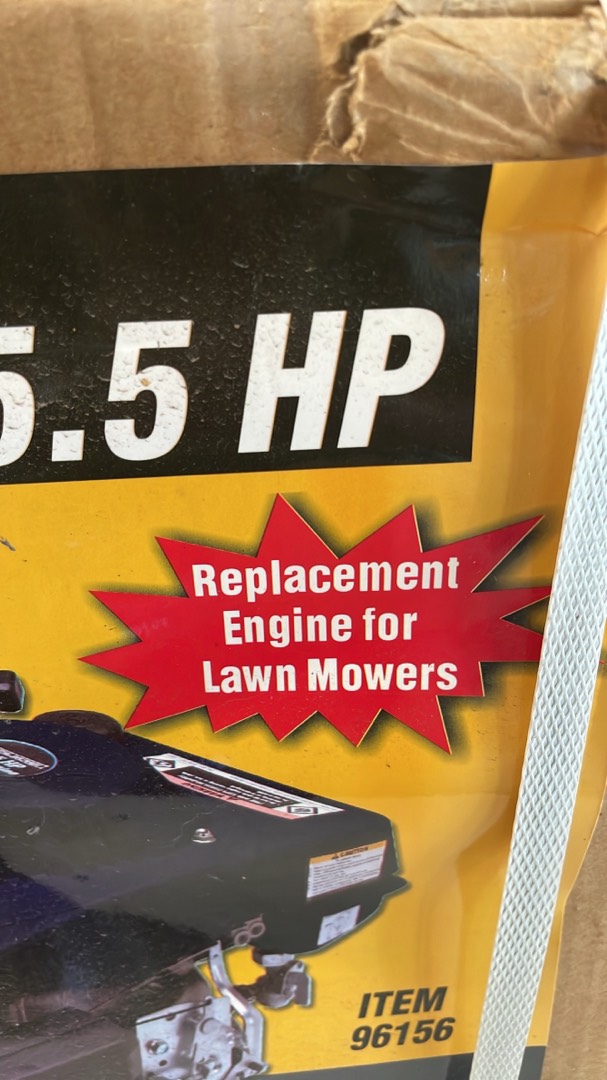 5.5 HP
Replacement
Engine for
Lawn Mowers
ITEM
96156